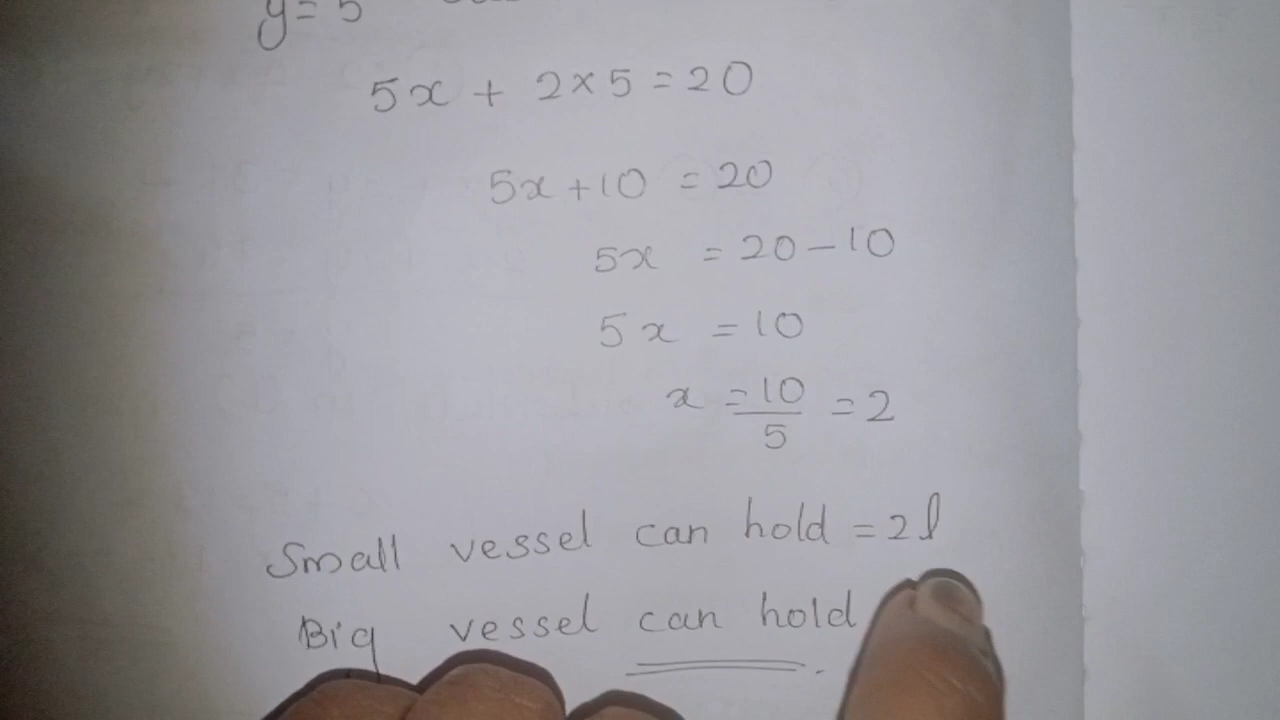 y = 5
5x + 2 × 5 = 20
5x + 10 = 20
5x = 20 - 10
5x = 10
x = 10/5 = 2
Small vessel can hold = 2l
Big vessel can hold